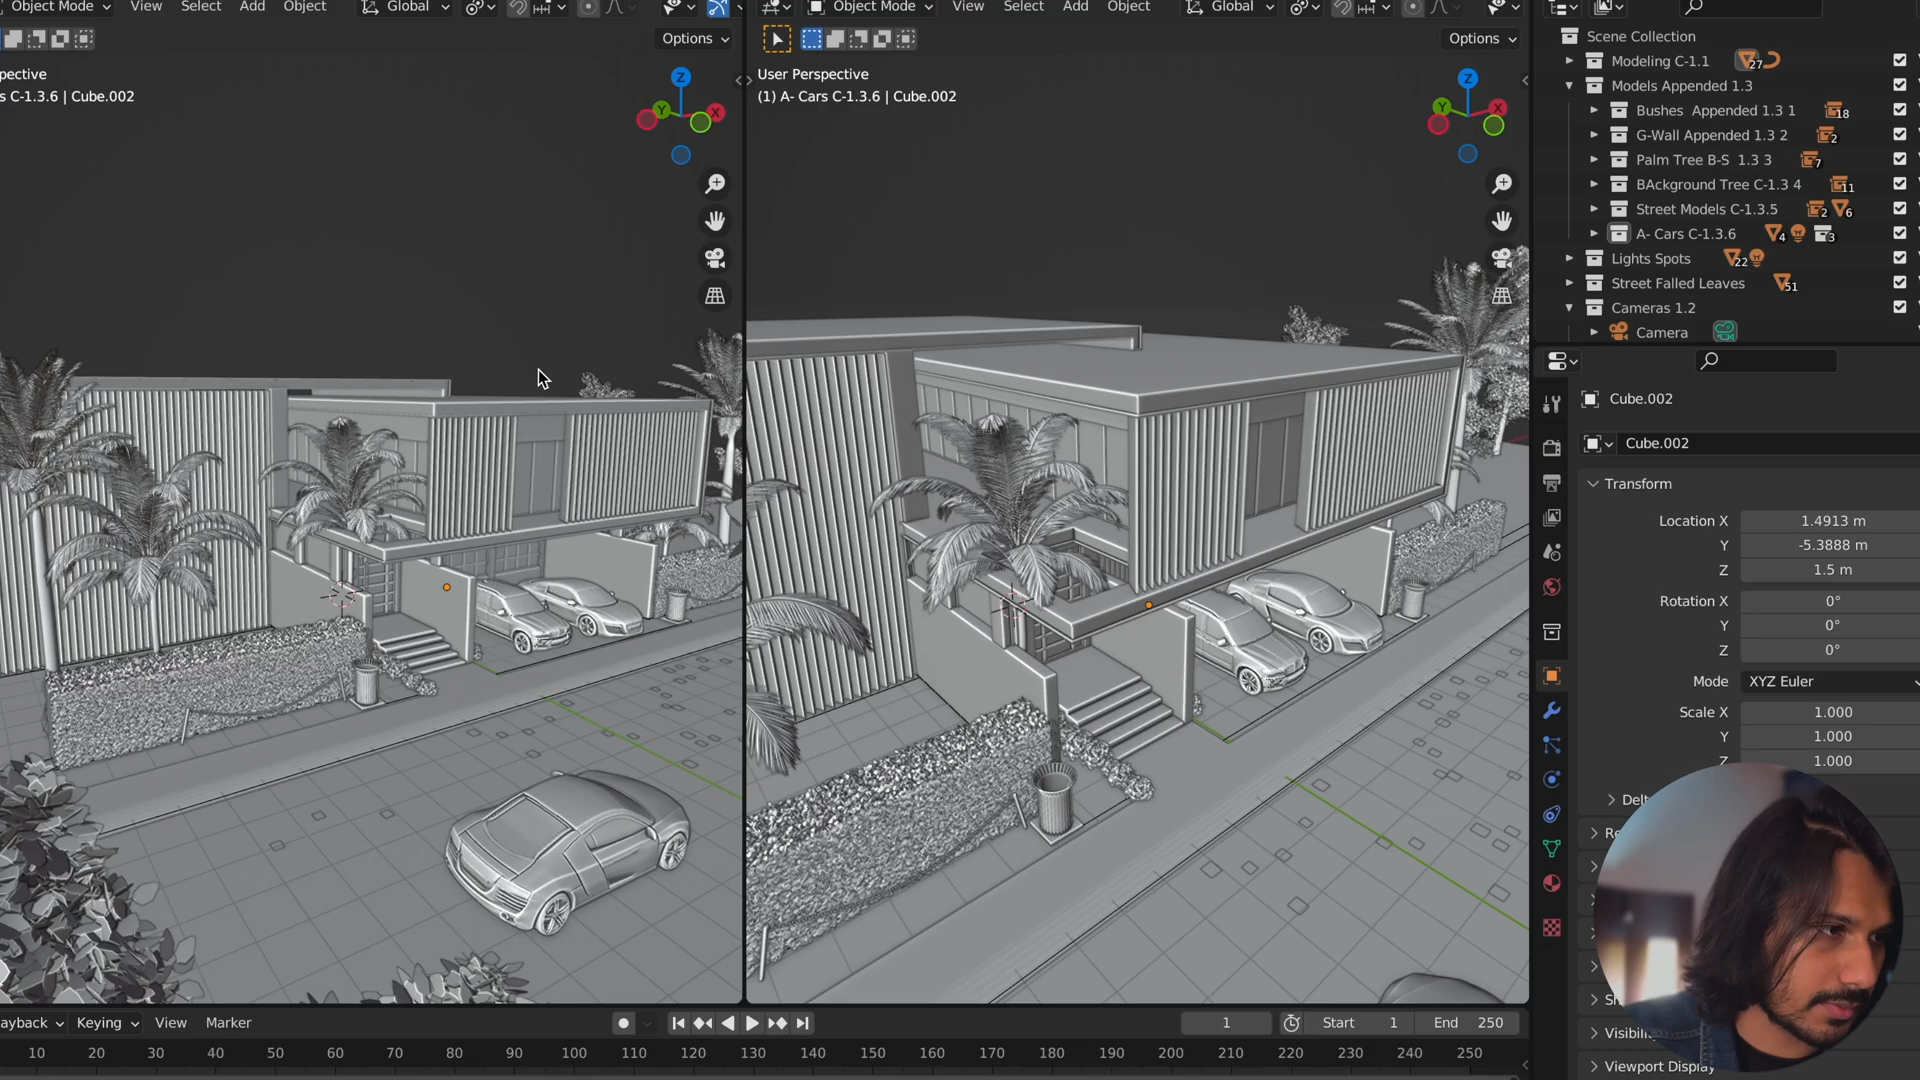 Object Mode View Select Add Object Global
Options
pective
s C-1.3.6 | Cube.002
Z
Y
X
Object Mode View Select Add Object Global
Options
User Perspective
(1) A- Cars C-1.3.6 | Cube.002
Z
Y
X
Scene Collection
Modeling C-1.1 27
Models Appended 1.3
Bushes Appended 1.3 1 18
G-Wall Appended 1.3 2 2
Palm Tree B-S 1.3 3 7
BAckground Tree C-1.3 4 11
Street Models C-1.3.5 2 6
A- Cars C-1.3.6 4 3
Lights Spots 22
Street Falled Leaves 51
Cameras 1.2
Camera
Cube.002
Cube.002
Transform
Location X 1.4913 m
Y -5.3888 m
Z 1.5 m
Rotation X 0°
Y 0°
Z 0°
Mode XYZ Euler
Scale X 1.000
Y 1.000
Z 1.000
Delt
Re
Sh
Visibili
Viewport Display
ayback Keying View Marker
1 Start 1 End 250
10 20 30 40 50 60 70 80 90 100 110 120 130 140 150 160 170 180 190 200 210 220 230 240 250